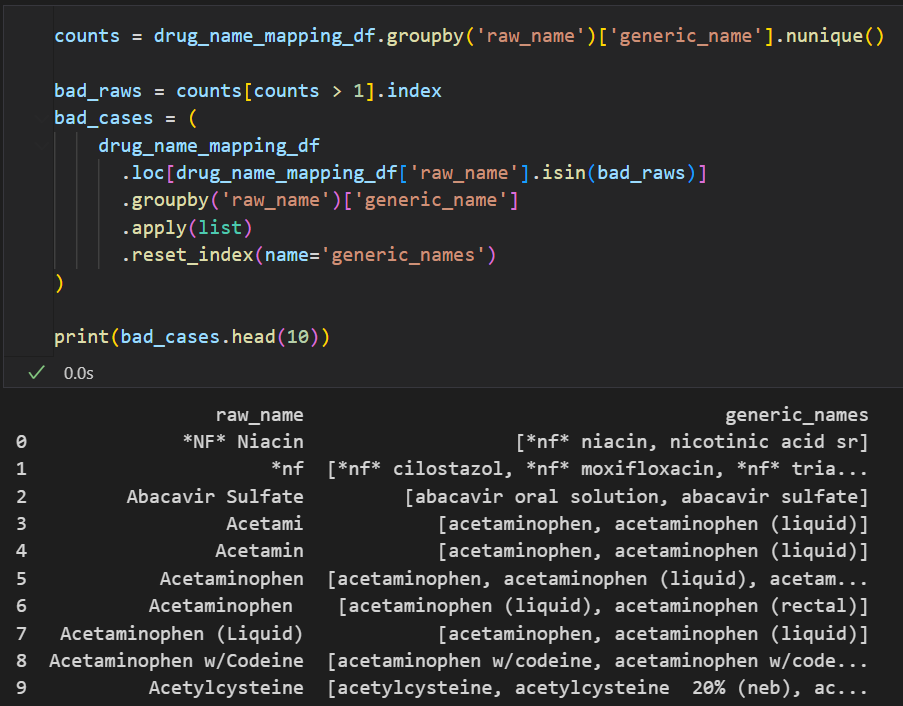 counts = drug_name_mapping_df.groupby('raw_name')['generic_name'].nunique()
bad_raws = counts[counts > 1].index
bad_cases = (
    drug_name_mapping_df
      .loc[drug_name_mapping_df['raw_name'].isin(bad_raws)]
      .groupby('raw_name')['generic_name']
      .apply(list)
      .reset_index(name='generic_names')
)
print(bad_cases.head(10))
0.0s
raw_name generic_names
0 *NF* Niacin [*nf* niacin, nicotinic acid sr]
1 *nf [*nf* cilostazol, *nf* moxifloxacin, *nf* tria...
2 Abacavir Sulfate [abacavir oral solution, abacavir sulfate]
3 Acetami [acetaminophen, acetaminophen (liquid)]
4 Acetamin [acetaminophen, acetaminophen (liquid)]
5 Acetaminophen [acetaminophen, acetaminophen (liquid), acetam...
6 Acetaminophen [acetaminophen (liquid), acetaminophen (rectal)]
7 Acetaminophen (Liquid) [acetaminophen, acetaminophen (liquid)]
8 Acetaminophen w/Codeine [acetaminophen w/codeine, acetaminophen w/code...
9 Acetylcysteine [acetylcysteine, acetylcysteine  20% (neb), ac...